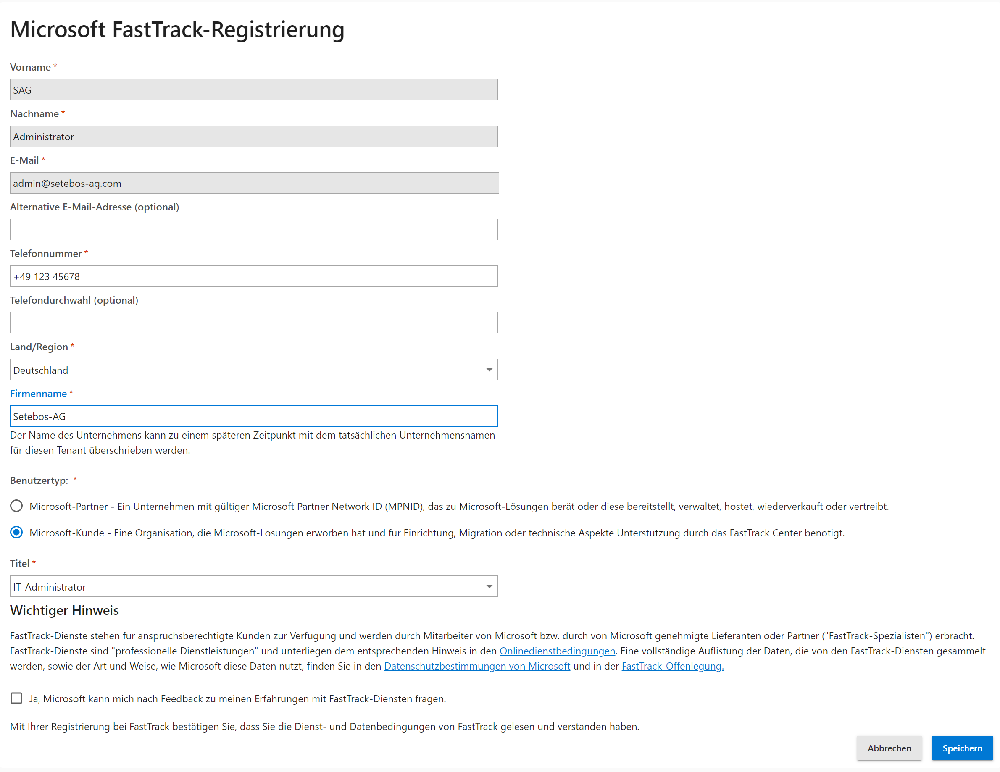 Microsoft FastTrack-Registrierung
Vorname *
SAG
Nachname *
Administrator
E-Mail *
admin@setebos-ag.com
Alternative E-Mail-Adresse (optional)
Telefonnummer *
+49 123 45678
Telefondurchwahl (optional)
Land/Region *
Deutschland
Firmenname *
Setebos-AG
Der Name des Unternehmens kann zu einem späteren Zeitpunkt mit dem tatsächlichen Unternehmensnamen
für diesen Tenant überschrieben werden.
Benutzertyp: *
Microsoft-Partner - Ein Unternehmen mit gültiger Microsoft Partner Network ID (MPNID), das zu Microsoft-Lösungen berät oder diese bereitstellt, verwaltet, hostet, wiederverkauft oder vertreibt.
Microsoft-Kunde - Eine Organisation, die Microsoft-Lösungen erworben hat und für Einrichtung, Migration oder technische Aspekte Unterstützung durch das FastTrack Center benötigt.
Titel *
IT-Administrator
Wichtiger Hinweis
FastTrack-Dienste stehen für anspruchsberechtigte Kunden zur Verfügung und werden durch Mitarbeiter von Microsoft bzw. durch von Microsoft genehmigte Lieferanten oder Partner ("FastTrack-Spezialisten") erbracht.
FastTrack-Dienste sind "professionelle Dienstleistungen" und unterliegen dem entsprechenden Hinweis in den Onlinedienstbedingungen. Eine vollständige Auflistung der Daten, die von den FastTrack-Diensten gesammelt
werden, sowie der Art und Weise, wie Microsoft diese Daten nutzt, finden Sie in den Datenschutzbestimmungen von Microsoft und in der FastTrack-Offenlegung.
Ja, Microsoft kann mich nach Feedback zu meinen Erfahrungen mit FastTrack-Diensten fragen.
Mit Ihrer Registrierung bei FastTrack bestätigen Sie, dass Sie die Dienst- und Datenbedingungen von FastTrack gelesen und verstanden haben.
Abbrechen
Speichern